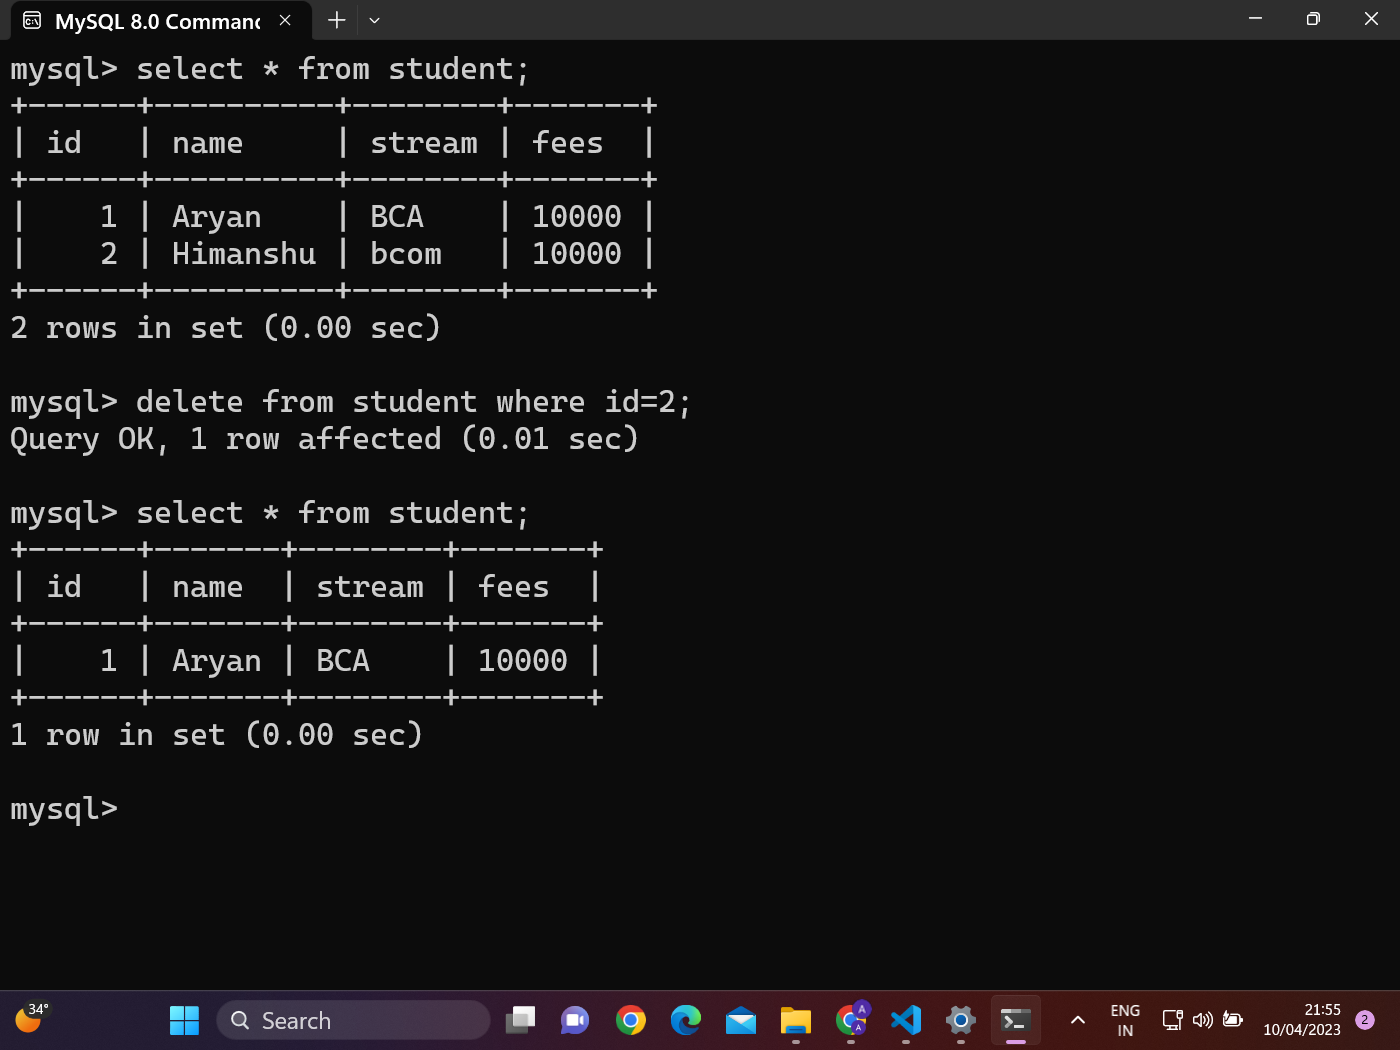 MySQL 8.0 Command
mysql> select * from student;
+------+----------+--------+-------+
| id   | name     | stream | fees  |
+------+----------+--------+-------+
|    1 | Aryan    | BCA    | 10000 |
|    2 | Himanshu | bcom   | 10000 |
+------+----------+--------+-------+
2 rows in set (0.00 sec)
mysql> delete from student where id=2;
Query OK, 1 row affected (0.01 sec)
mysql> select * from student;
+------+-------+--------+-------+
| id   | name  | stream | fees  |
+------+-------+--------+-------+
|    1 | Aryan | BCA    | 10000 |
+------+-------+--------+-------+
1 row in set (0.00 sec)
mysql>
34°
Search
A
A
ENG
IN
21:55
10/04/2023
2